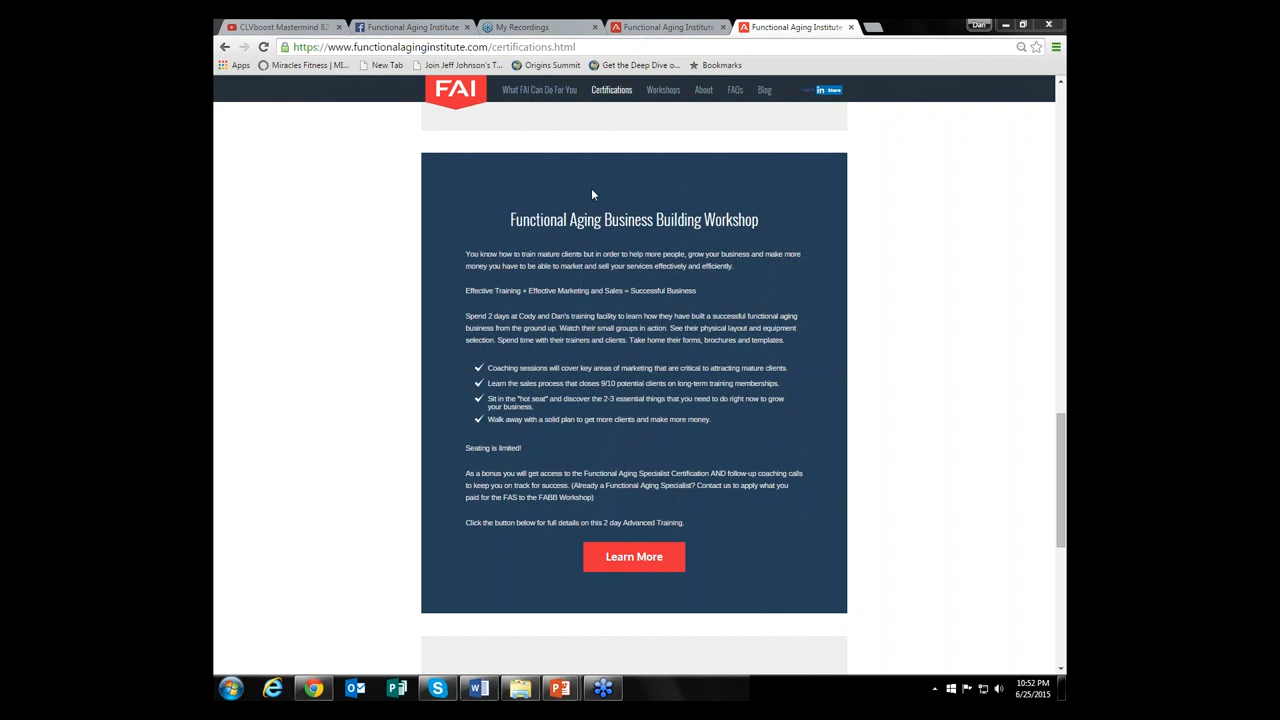 CLVboost Mastermind 82
Functional Aging Institute
My Recordings
Functional Aging Institute
Functional Aging Institute
Dan
https://www.functionalaginginstitute.com/certifications.html
Apps
Miracles Fitness | MI...
New Tab
Join Jeff Johnson's T...
Origins Summit
Get the Deep Dive o...
Bookmarks
FAI
What FAI Can Do For You
Certifications
Workshops
About
FAQs
Blog
in Share
Functional Aging Business Building Workshop
You know how to train mature clients but in order to help more people, grow your business and make more
money you have to be able to market and sell your services effectively and efficiently.
Effective Training + Effective Marketing and Sales = Successful Business
Spend 2 days at Cody and Dan's training facility to learn how they have built a successful functional aging
business from the ground up. Watch their small groups in action. See their physical layout and equipment
selection. Spend time with their trainers and clients. Take home their forms, brochures and templates.
Coaching sessions will cover key areas of marketing that are critical to attracting mature clients.
Learn the sales process that closes 9/10 potential clients on long-term training memberships.
Sit in the "hot seat" and discover the 2-3 essential things that you need to do right now to grow
your business.
Walk away with a solid plan to get more clients and make more money.
Seating is limited!
As a bonus you will get access to the Functional Aging Specialist Certification AND follow-up coaching calls
to keep you on track for success. (Already a Functional Aging Specialist? Contact us to apply what you
paid for the FAS to the FABB Workshop)
Click the button below for full details on this 2 day Advanced Training.
Learn More
10:52 PM
6/25/2015